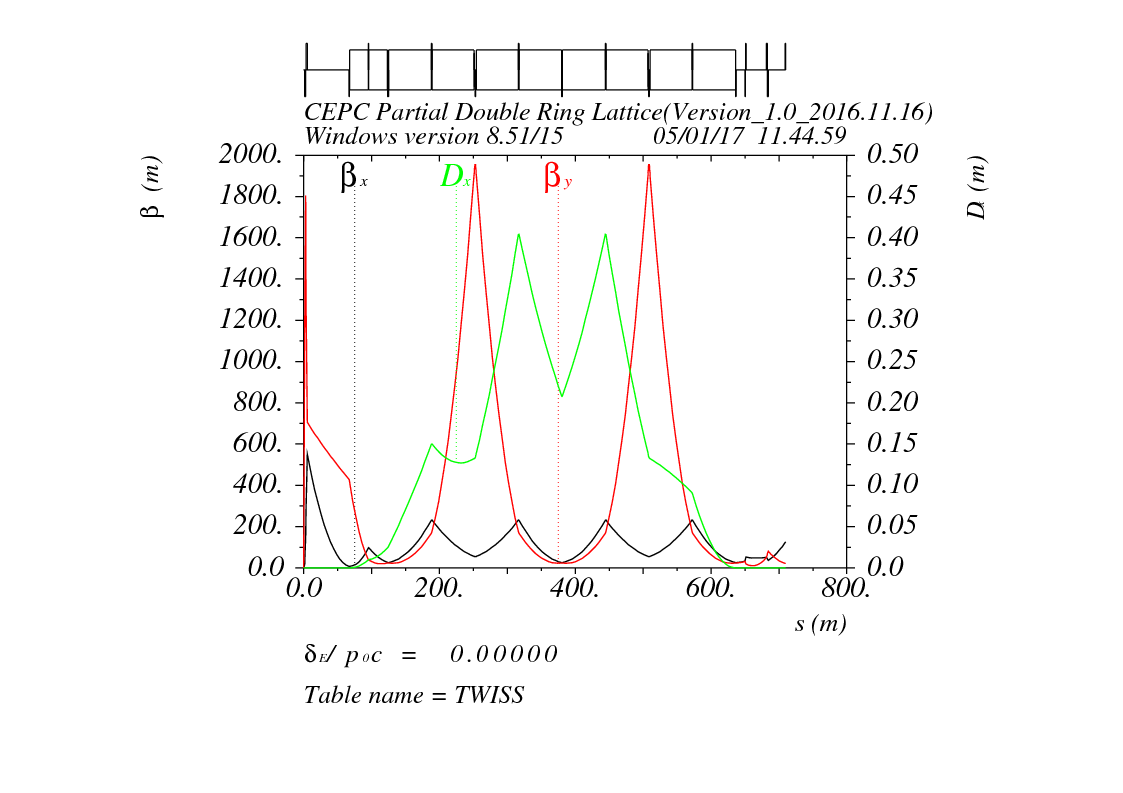 CEPC Partial Double Ring Lattice(Version_1.0_2016.11.16)
Windows version 8.51/15 05/01/17 11.44.59
β (m)
2000.
1800.
1600.
1400.
1200.
1000.
800.
600.
400.
200.
0.0
βx
Dx
βy
0.50
0.45
0.40
0.35
0.30
0.25
0.20
0.15
0.10
0.05
0.0
Dx (m)
0.0 200. 400. 600. 800.
s (m)
δE/ p0c = 0.00000
Table name = TWISS